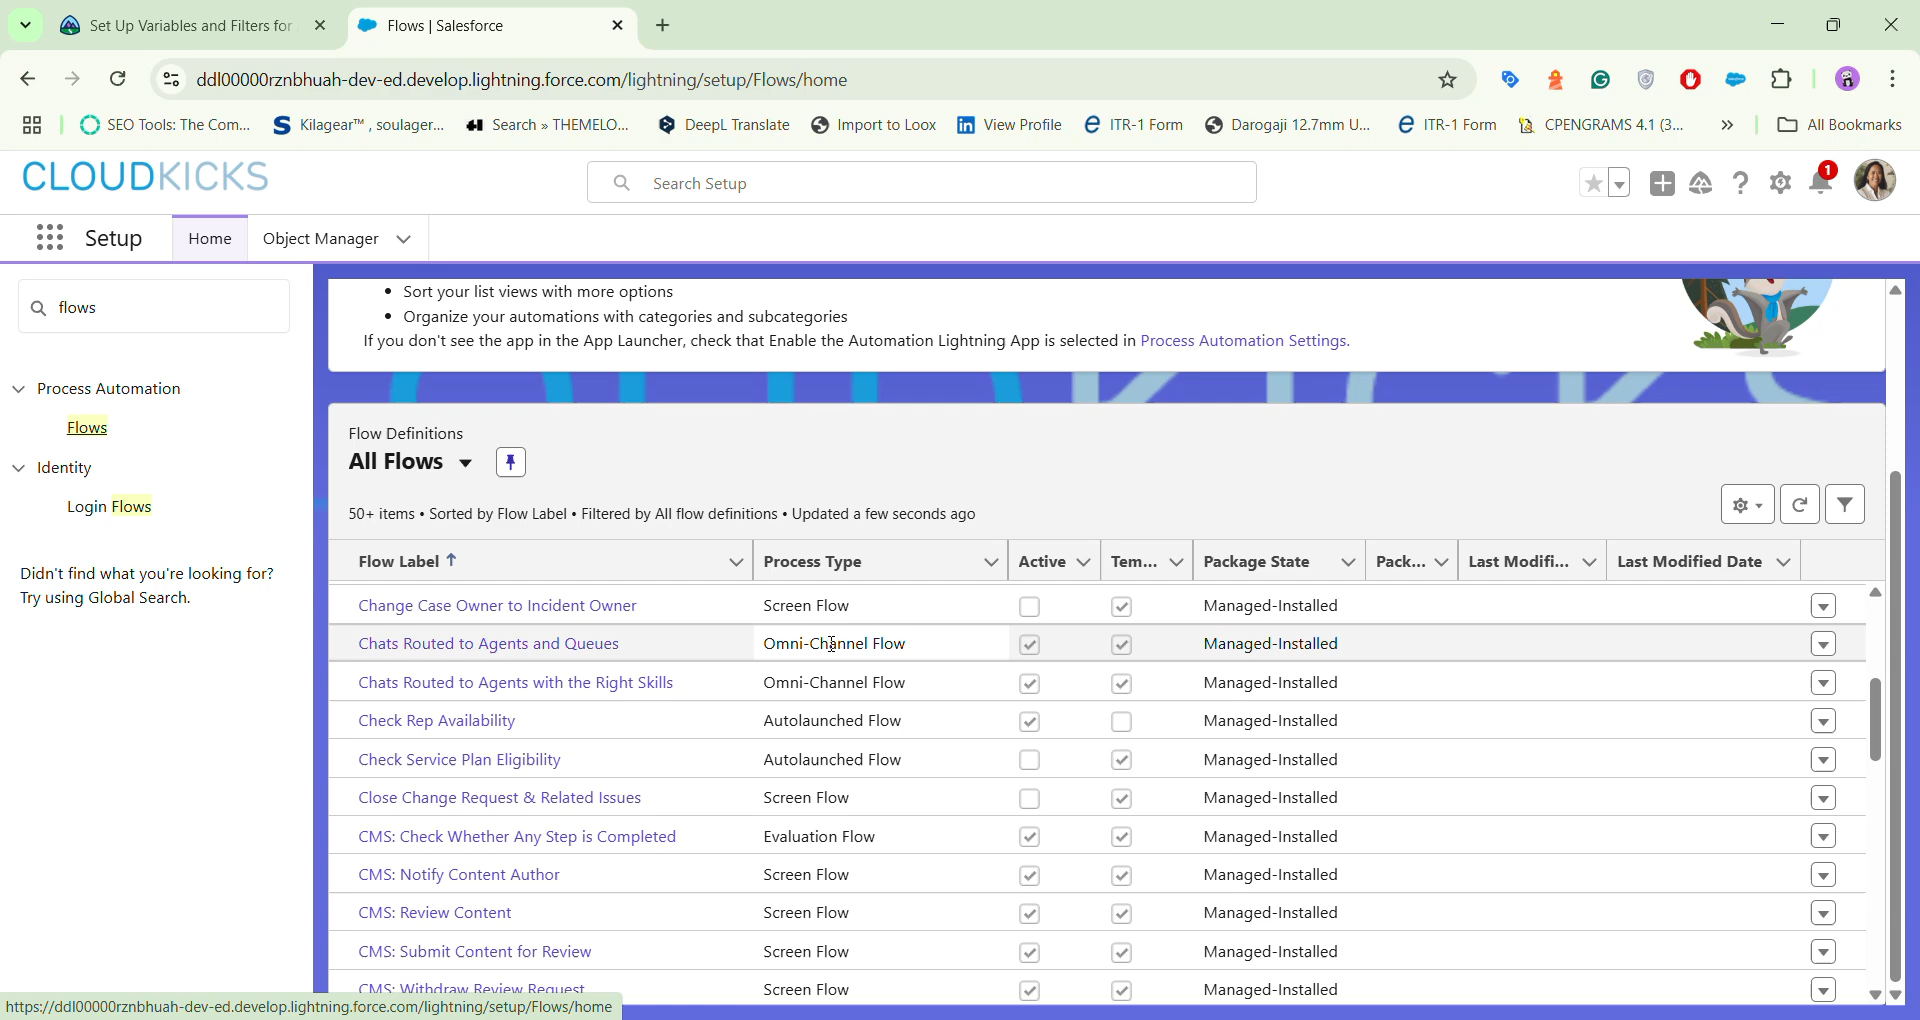 Set Up Variables and Filters for
Flows | Salesforce
ddl00000rznbhuah-dev-ed.develop.lightning.force.com/lightning/setup/Flows/home
SEO Tools: The Com...
Kilagear™ , soulager...
Search » THEMELO...
DeepL Translate
Import to Loox
View Profile
ITR-1 Form
Darogaji 12.7mm U...
ITR-1 Form
CPENGRAMS 4.1 (3...
»
All Bookmarks
CLOUDKICKS
Search Setup
1
Setup
Home
Object Manager
flows
Process Automation
Flows
Identity
Login Flows
Didn't find what you're looking for?
Try using Global Search.
• Sort your list views with more options
• Organize your automations with categories and subcategories
If you don't see the app in the App Launcher, check that Enable the Automation Lightning App is selected in Process Automation Settings.
Flow Definitions
All Flows
50+ items • Sorted by Flow Label • Filtered by All flow definitions • Updated a few seconds ago
Flow Label ↑ Process Type Active Tem... Package State Pack... Last Modifi... Last Modified Date
Change Case Owner to Incident Owner Screen Flow Managed-Installed
Chats Routed to Agents and Queues Omni-Channel Flow Managed-Installed
Chats Routed to Agents with the Right Skills Omni-Channel Flow Managed-Installed
Check Rep Availability Autolaunched Flow Managed-Installed
Check Service Plan Eligibility Autolaunched Flow Managed-Installed
Close Change Request & Related Issues Screen Flow Managed-Installed
CMS: Check Whether Any Step is Completed Evaluation Flow Managed-Installed
CMS: Notify Content Author Screen Flow Managed-Installed
CMS: Review Content Screen Flow Managed-Installed
CMS: Submit Content for Review Screen Flow Managed-Installed
CMS: Withdraw Review Request Screen Flow Managed-Installed
https://ddl00000rznbhuah-dev-ed.develop.lightning.force.com/lightning/setup/Flows/home